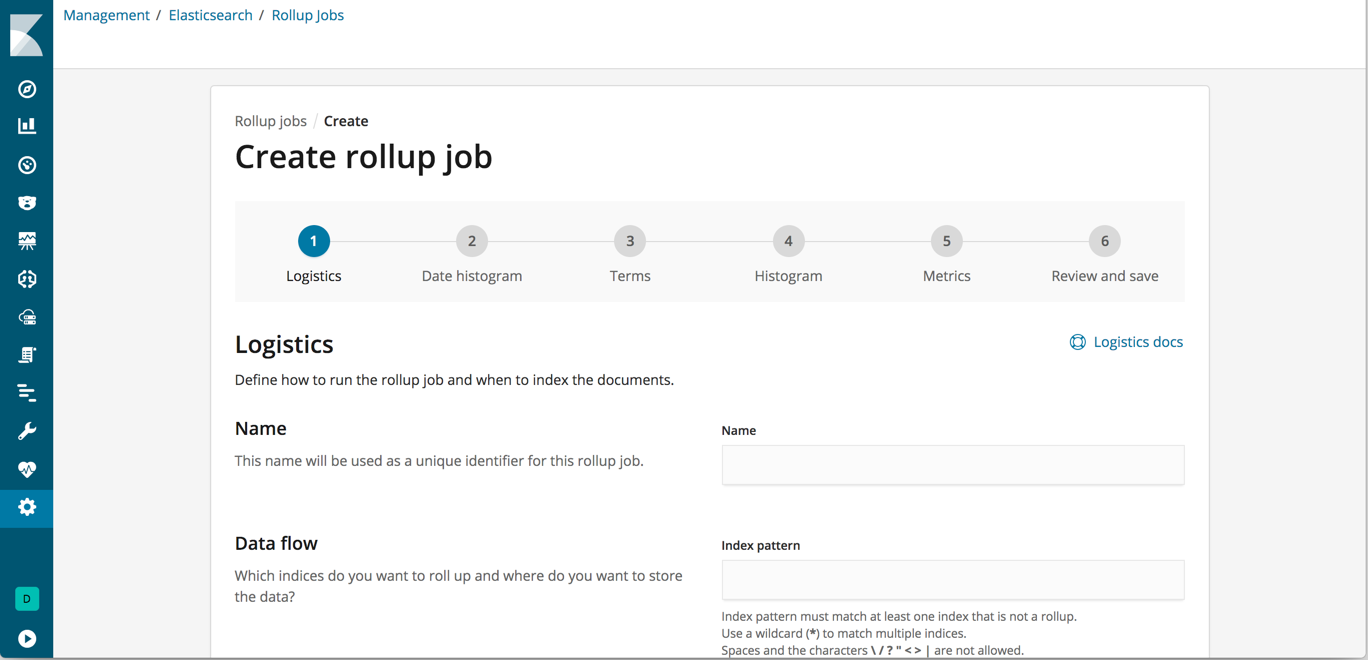 Management / Elasticsearch / Rollup Jobs
Rollup jobs / Create
Create rollup job
1 2 3 4 5 6
Logistics Date histogram Terms Histogram Metrics Review and save
Logistics
Logistics docs
Define how to run the rollup job and when to index the documents.
Name
This name will be used as a unique identifier for this rollup job.
Name
Data flow
Which indices do you want to roll up and where do you want to store
the data?
Index pattern
Index pattern must match at least one index that is not a rollup.
Use a wildcard (*) to match multiple indices.
Spaces and the characters \ / ? " < > | are not allowed.
D